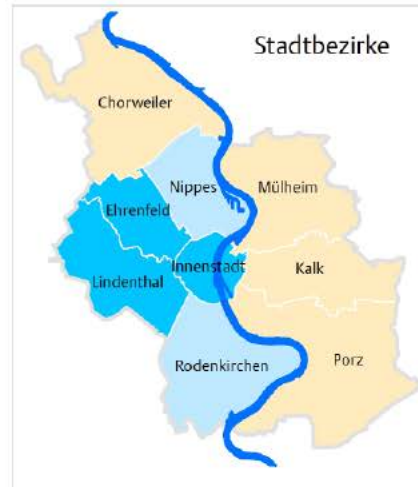 Stadtbezirke
Chorweiler
Nippes
Mülheim
Ehrenfeld
Innenstadt
Kalk
Lindenthal
Rodenkirchen
Porz